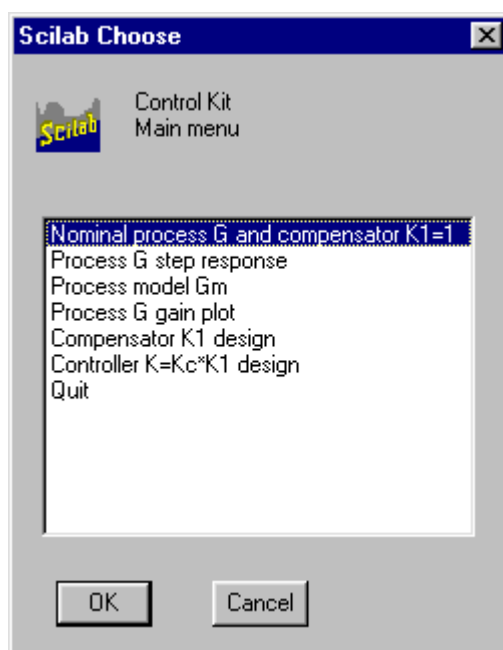 Scilab Choose
Scilab
Control Kit
Main menu
Nominal process G and compensator K1=1
Process G step response
Process model Gm
Process G gain plot
Compensator K1 design
Controller K=Kc*K1 design
Quit
OK
Cancel